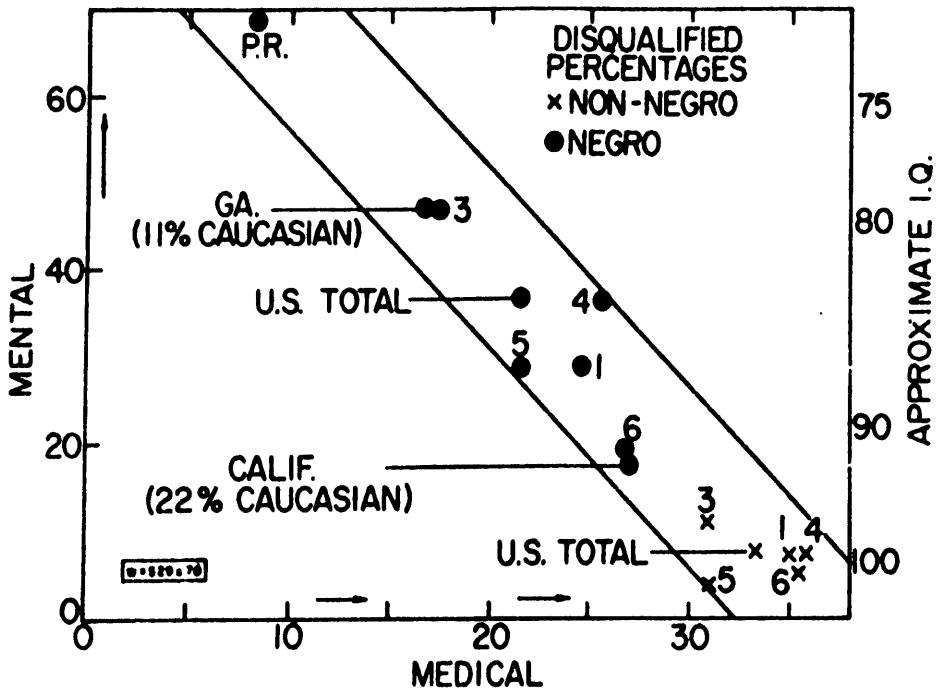 P.R.
DISQUALIFIED
PERCENTAGES
× NON-NEGRO
● NEGRO
60
75
GA.
(11% CAUCASIAN)
3
80
40
U.S. TOTAL
4
MENTAL
APPROXIMATE I.Q.
5
1
6
90
20
CALIF.
(22% CAUCASIAN)
3
1
4
U.S. TOTAL
100
5
6
0
0
10
20
30
MEDICAL